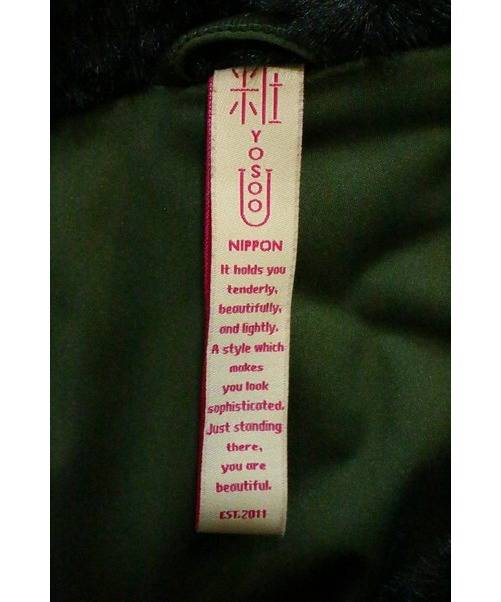 粧
YOSOO
NIPPON
It holds you
tenderly,
beautifully,
and lightly.
A style which
makes
you look
sophisticated.
Just standing
there,
you are
beautiful.
EST.2011